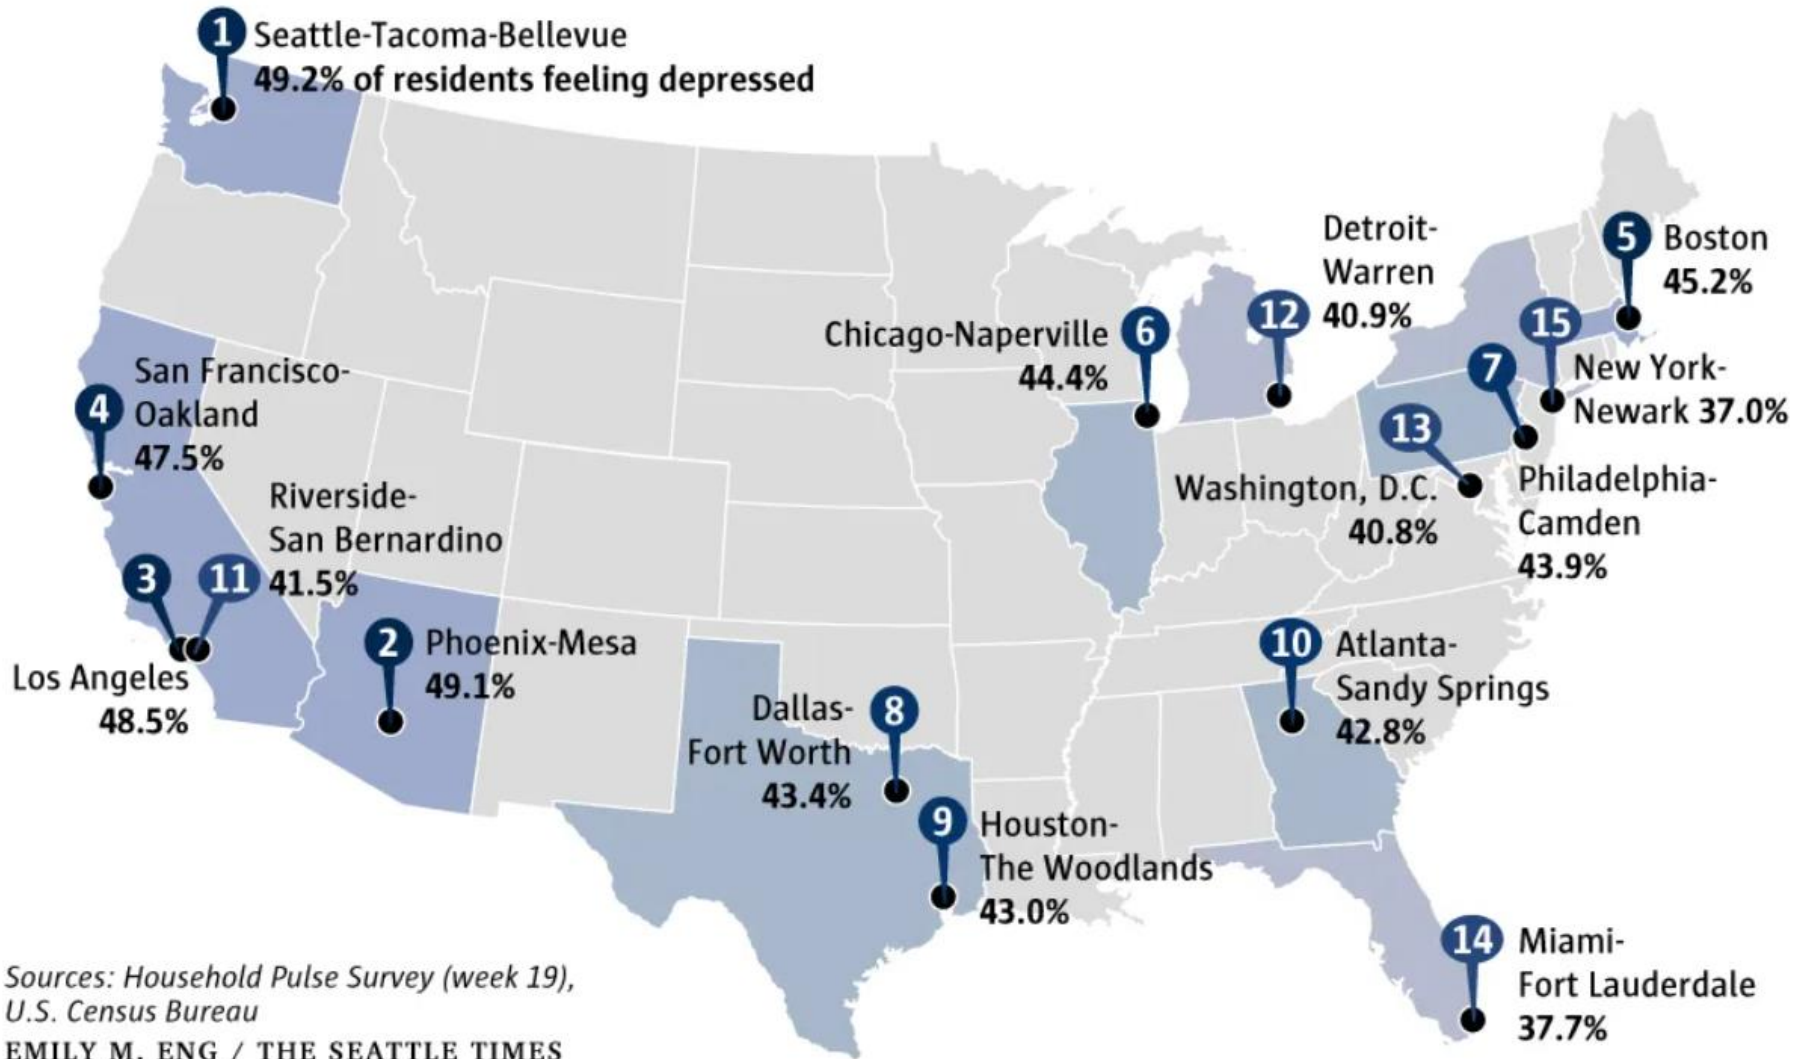 1
Seattle-Tacoma-Bellevue
49.2% of residents feeling depressed
4
San Francisco-
Oakland
47.5%
3
Los Angeles
48.5%
11
Riverside-
San Bernardino
41.5%
2
Phoenix-Mesa
49.1%
Dallas-
Fort Worth
43.4%
8
9
Houston-
The Woodlands
43.0%
Chicago-Naperville
44.4%
6
12
Detroit-
Warren
40.9%
5
Boston
45.2%
15
New York-
Newark 37.0%
7
Philadelphia-
Camden
43.9%
13
Washington, D.C.
40.8%
10
Atlanta-
Sandy Springs
42.8%
14
Miami-
Fort Lauderdale
37.7%
Sources: Household Pulse Survey (week 19),
U.S. Census Bureau
EMILY M. ENG / THE SEATTLE TIMES